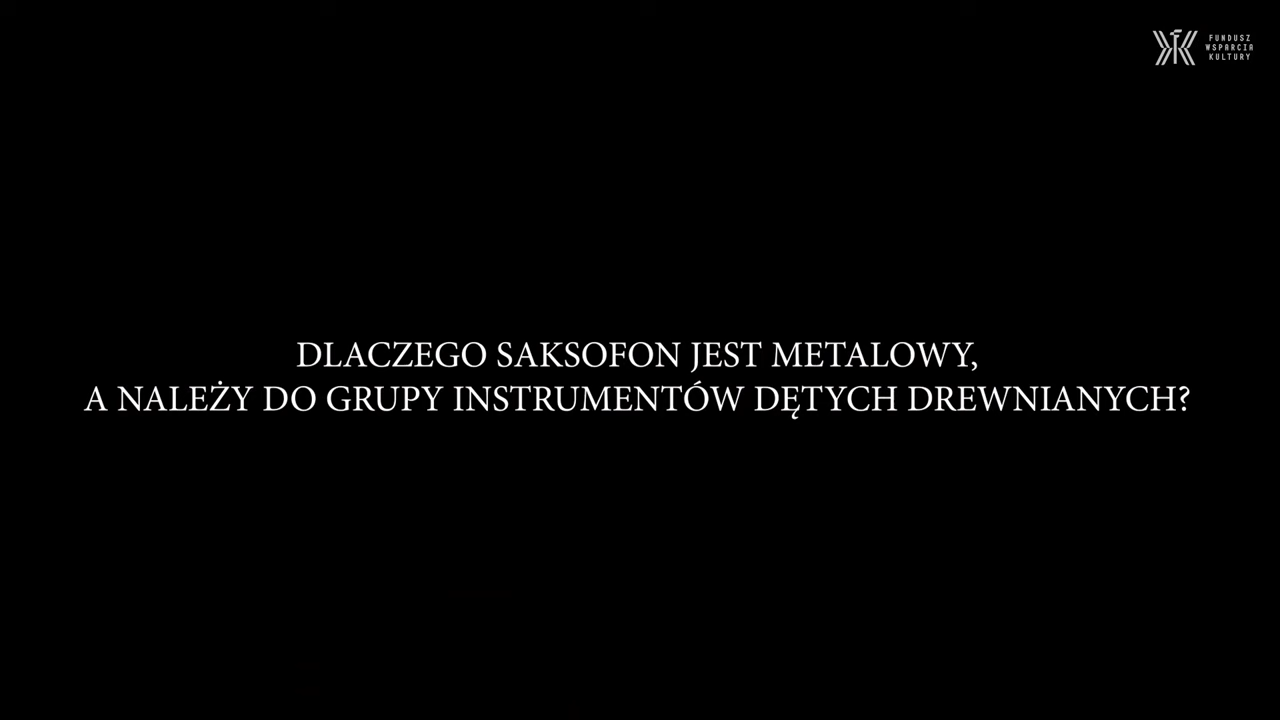 FUNDUSZ
WSPARCIA
KULTURY
DLACZEGO SAKSOFON JEST METALOWY,
A NALEŻY DO GRUPY INSTRUMENTÓW DĘTYCH DREWNIANYCH?